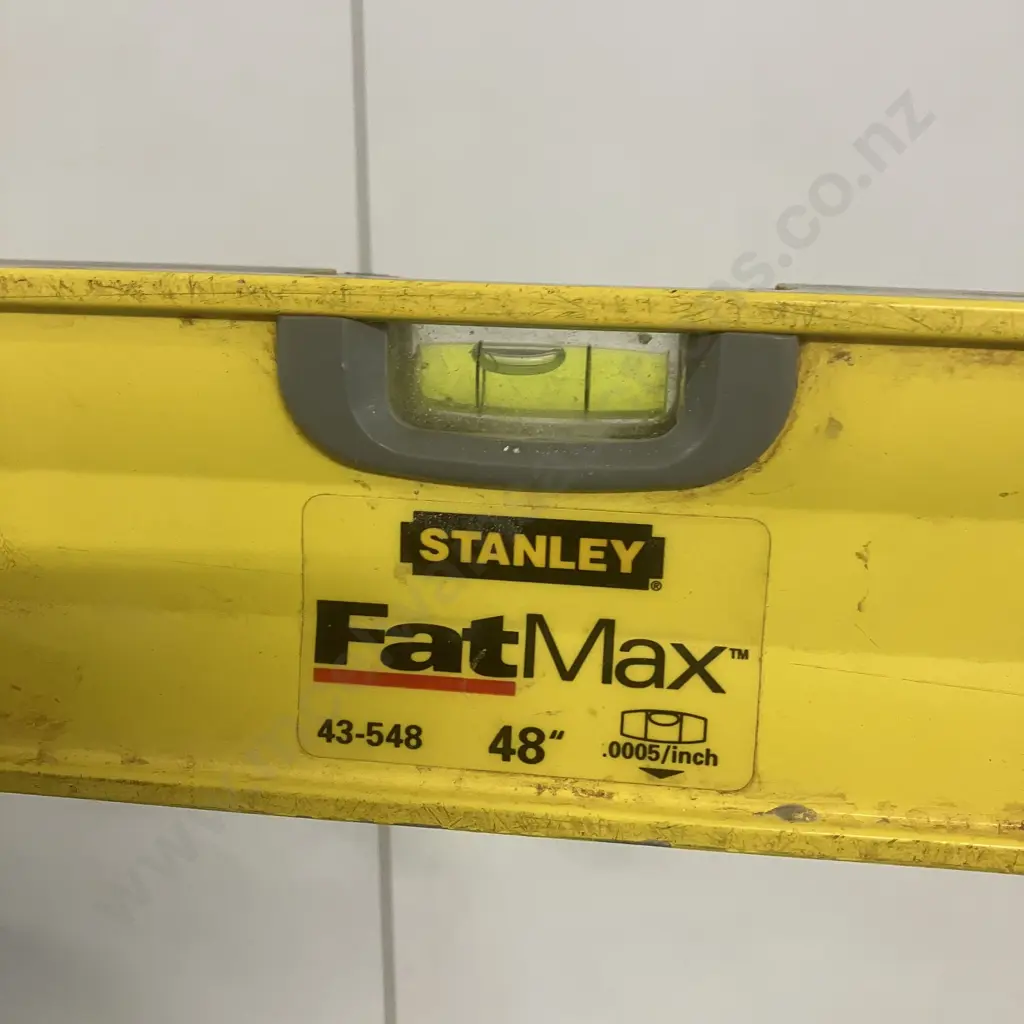 STANLEY®
FatMax™
43-548 48" .0005/inch